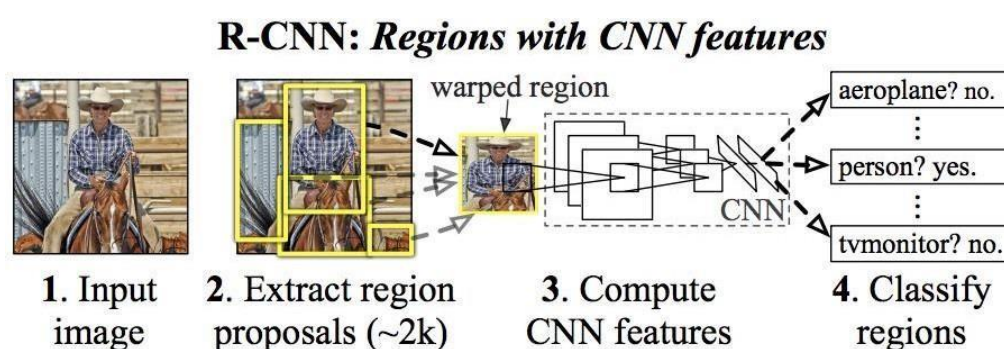 R-CNN: Regions with CNN features
warped region
aeroplane? no.
person? yes.
tvmonitor? no.
CNN
1. Input
image
2. Extract region
proposals (~2k)
3. Compute
CNN features
4. Classify
regions